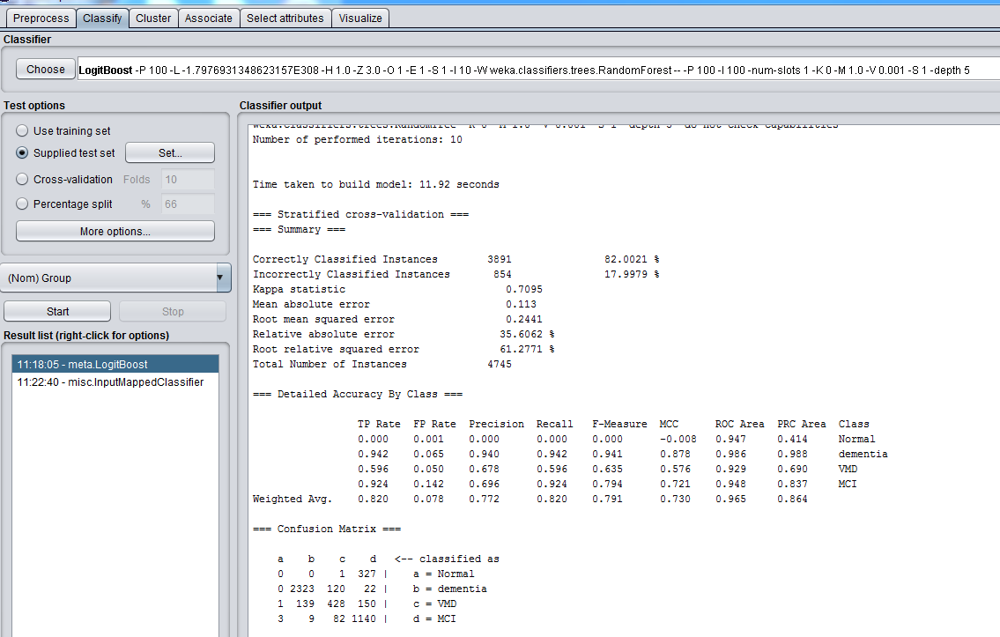 Preprocess Classify Cluster Associate Select attributes Visualize
Classifier
Choose LogitBoost -P 100 -L -1.7976931348623157E308 -H 1.0 -Z 3.0 -O 1 -E 1 -S 1 -I 10 -W weka.classifiers.trees.RandomForest -- -P 100 -I 100 -num-slots 1 -K 0 -M 1.0 -V 0.001 -S 1 -depth 5
Test options
Use training set
Supplied test set Set...
Cross-validation Folds 10
Percentage split % 66
More options...
(Nom) Group
Start Stop
Result list (right-click for options)
11:18:05 - meta.LogitBoost
11:22:40 - misc.InputMappedClassifier
Classifier output
Number of performed iterations: 10
Time taken to build model: 11.92 seconds
=== Stratified cross-validation ===
=== Summary ===
Correctly Classified Instances 3891 82.0021 %
Incorrectly Classified Instances 854 17.9979 %
Kappa statistic 0.7095
Mean absolute error 0.113
Root mean squared error 0.2441
Relative absolute error 35.6062 %
Root relative squared error 61.2771 %
Total Number of Instances 4745
=== Detailed Accuracy By Class ===
TP Rate FP Rate Precision Recall F-Measure MCC ROC Area PRC Area Class
0.000 0.001 0.000 0.000 0.000 -0.008 0.947 0.414 Normal
0.942 0.065 0.940 0.942 0.941 0.878 0.986 0.988 dementia
0.596 0.050 0.678 0.596 0.635 0.576 0.929 0.690 VMD
0.924 0.142 0.696 0.924 0.794 0.721 0.948 0.837 MCI
Weighted Avg. 0.820 0.078 0.772 0.820 0.791 0.730 0.965 0.864
=== Confusion Matrix ===
a b c d <-- classified as
0 0 1 327 | a = Normal
0 2323 120 22 | b = dementia
1 139 428 150 | c = VMD
3 9 82 1140 | d = MCI